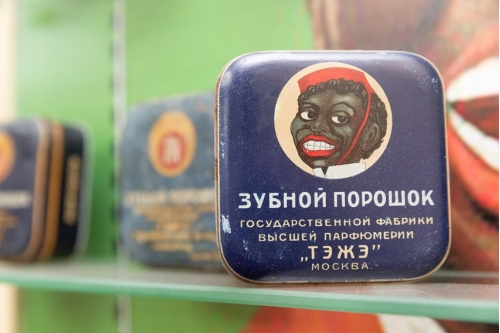 ЗУБНОЙ ПОРОШОК
ГОСУДАРСТВЕННОЙ ФАБРИКИ
ВЫСШЕЙ ПАРФЮМЕРИИ
„ТЭЖЭ"
МОСКВА